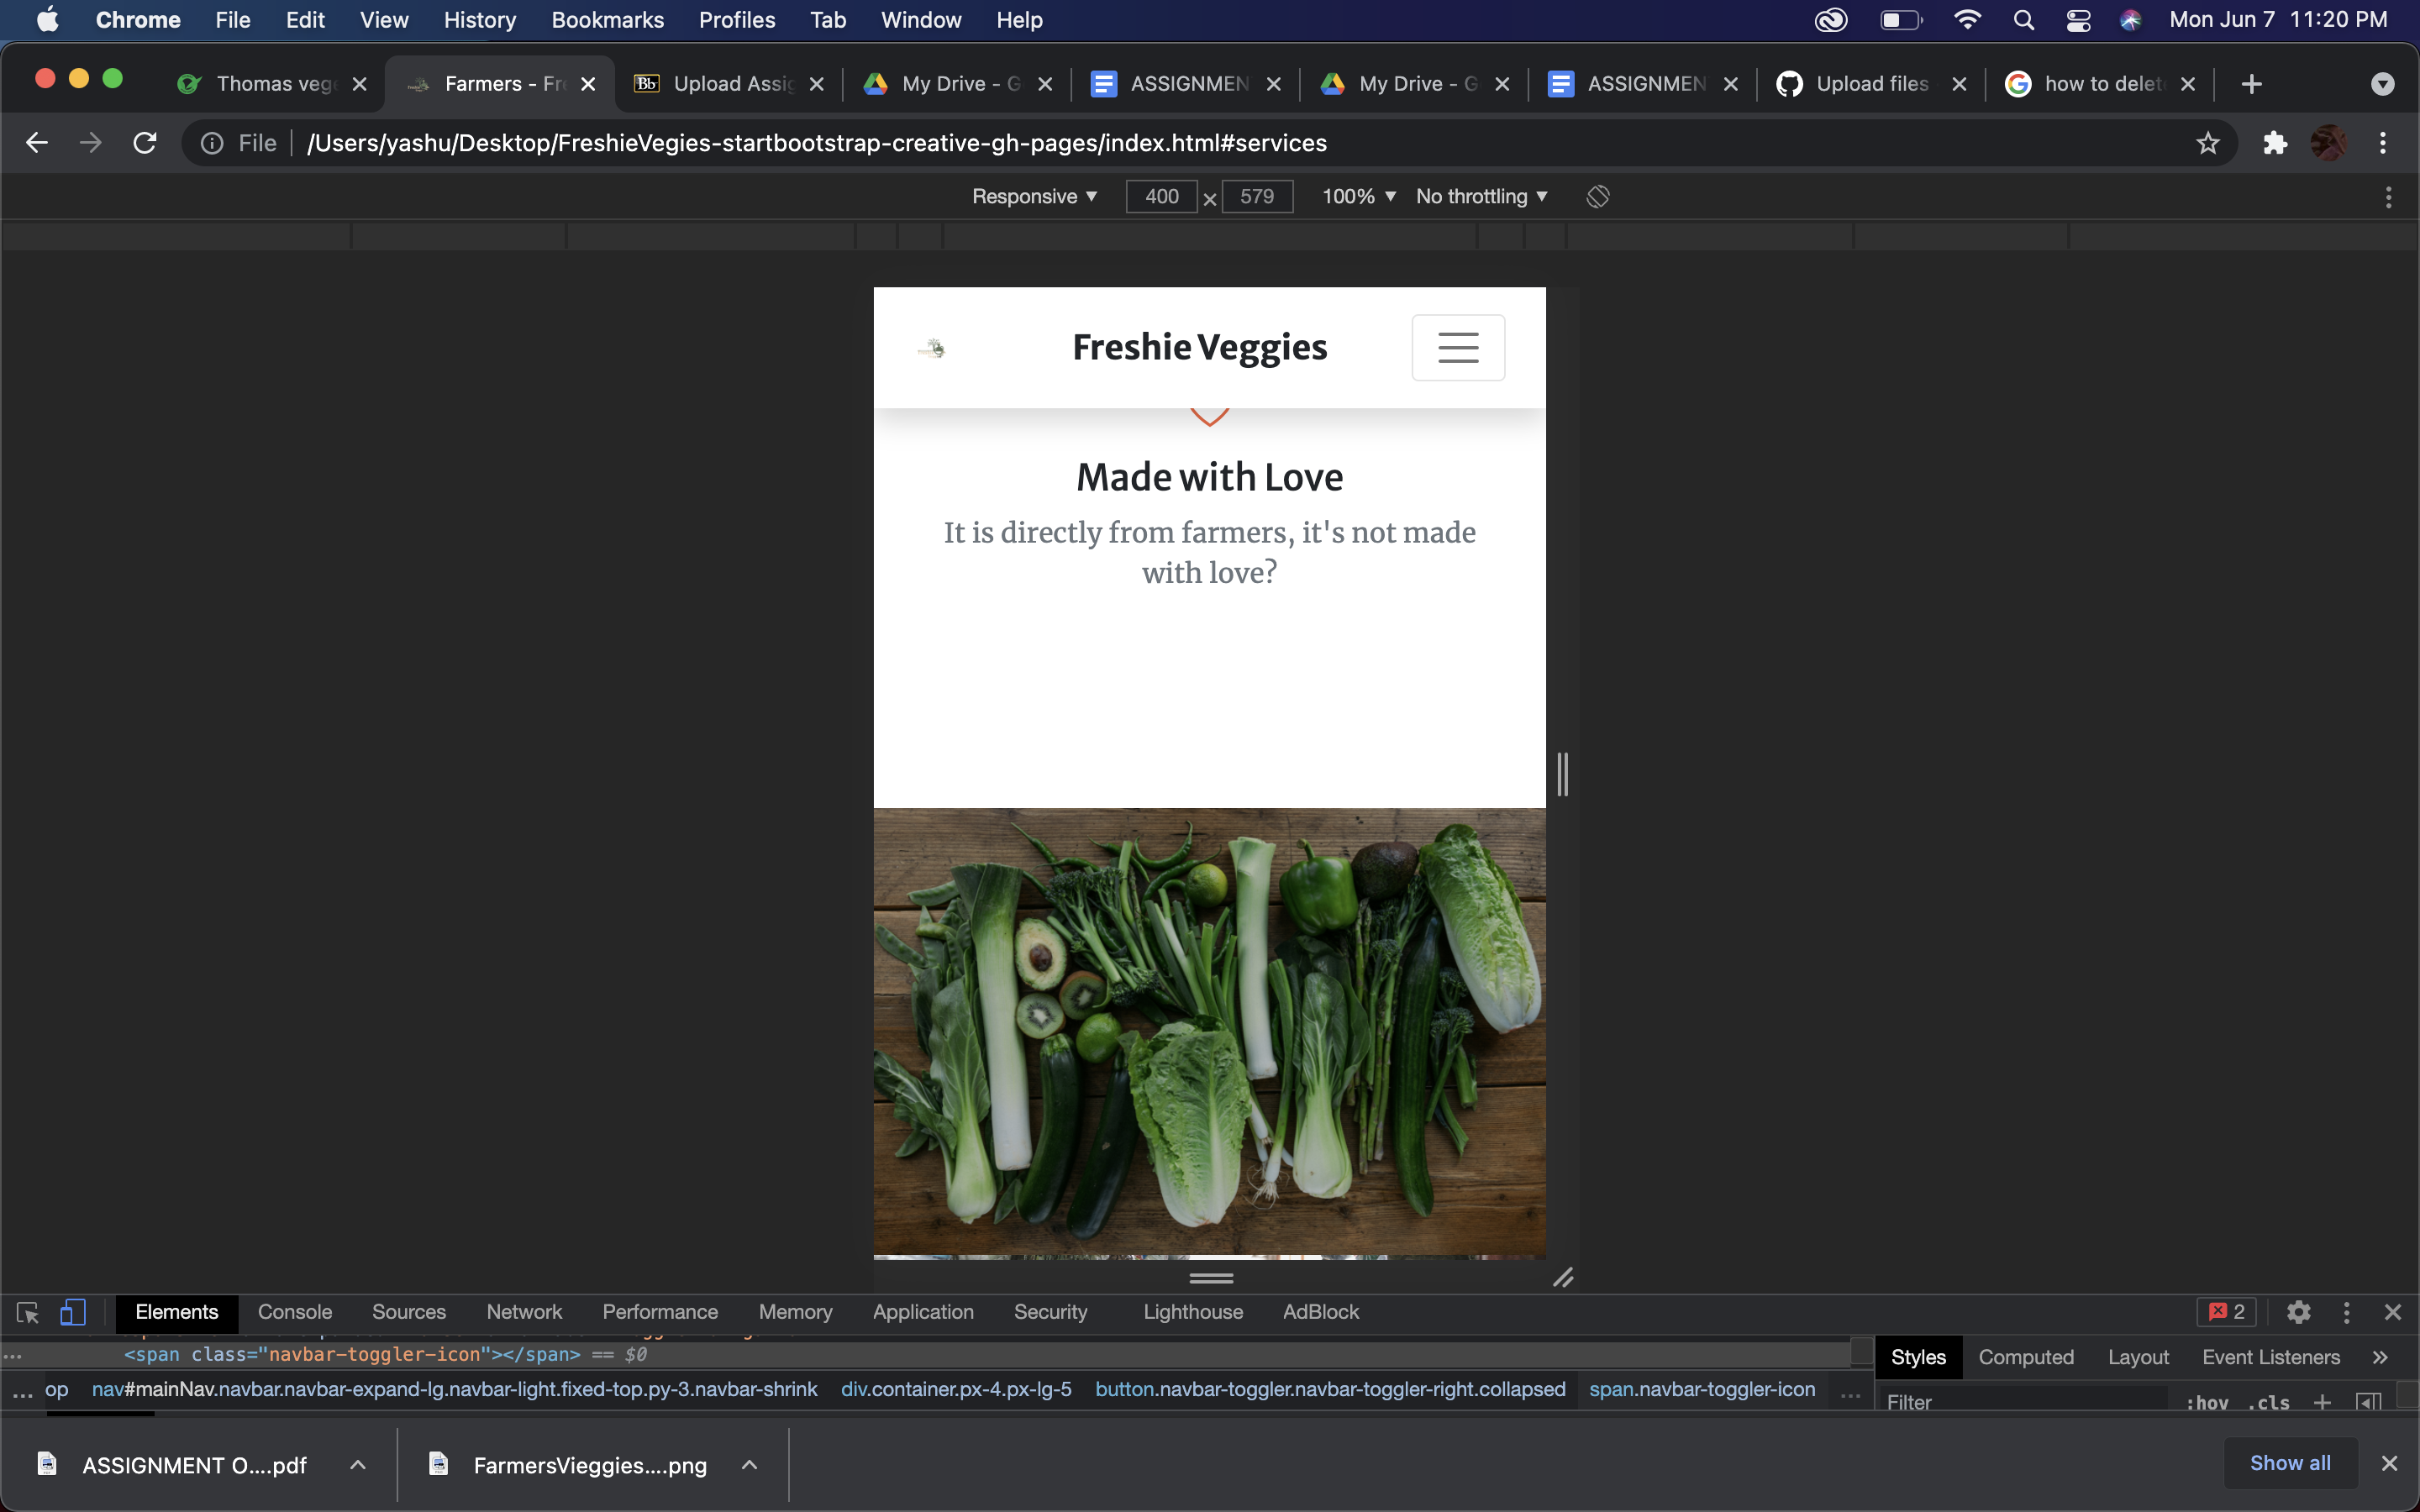 Chrome File Edit View History Bookmarks Profiles Tab Window Help Mon Jun 7 11:20 PM
Thomas vege Farmers - Fre Bb Upload Assig My Drive - G ASSIGNMEN My Drive - G ASSIGNMEN Upload files how to delet
File /Users/yashu/Desktop/FreshieVegies-startbootstrap-creative-gh-pages/index.html#services
Responsive 400 × 579 100% No throttling
Freshie Veggies
Made with Love
It is directly from farmers, it's not made
with love?
Elements Console Sources Network Performance Memory Application Security Lighthouse AdBlock 2
... <span class="navbar-toggler-icon"></span> == $0
Styles Computed Layout Event Listeners »
... op nav#mainNav.navbar.navbar-expand-lg.navbar-light.fixed-top.py-3.navbar-shrink div.container.px-4.px-lg-5 button.navbar-toggler.navbar-toggler-right.collapsed span.navbar-toggler-icon ...
Filter :hov .cls +
ASSIGNMENT O....pdf FarmersVieggies....png Show all